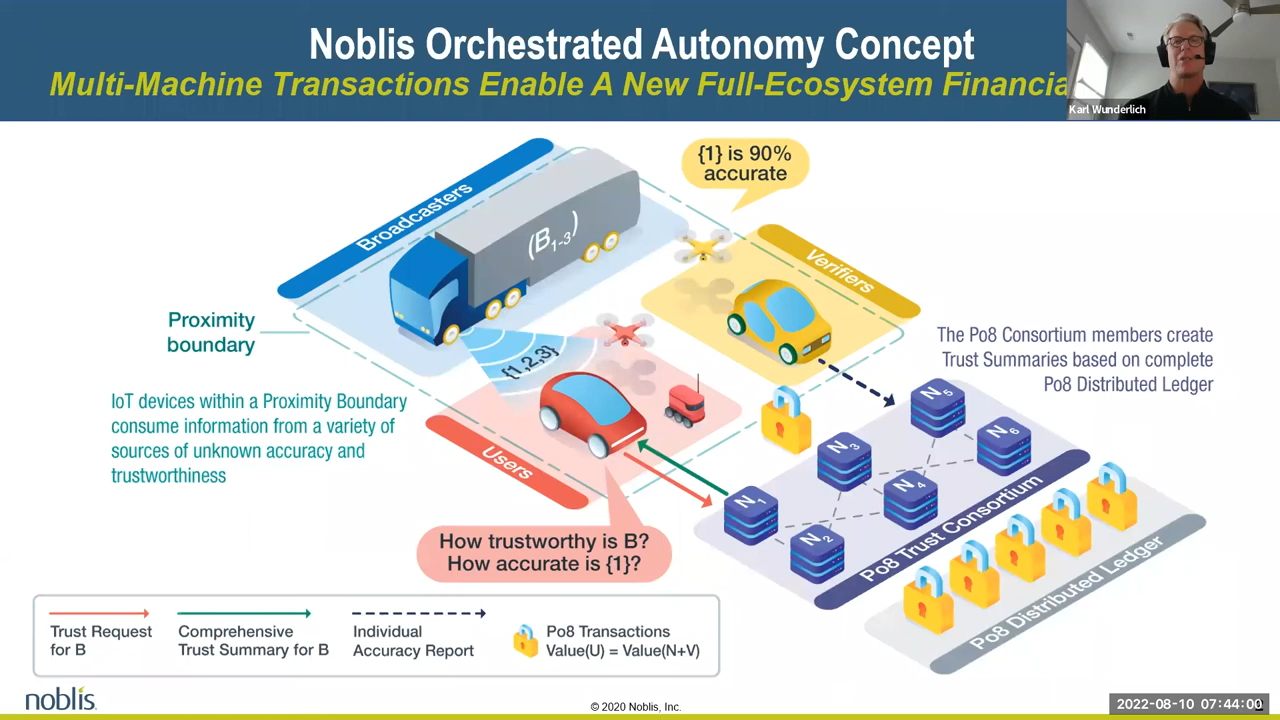 Noblis Orchestrated Autonomy Concept
Multi-Machine Transactions Enable A New Full-Ecosystem
Karl Wunderlich
{1} is 90%
accurate
Broadcasters
(B1-3)
Verifiers
Proximity
boundary
{1,2,3}
The Po8 Consortium members create
Trust Summaries based on complete
Po8 Distributed Ledger
IoT devices within a Proximity Boundary
consume information from a variety of
sources of unknown accuracy and
trustworthiness
Users
N5
N6
N3
N4
N1
N2
Po8 Trust Consortium
How trustworthy is B?
How accurate is {1}?
Po8 Distributed Ledger
Trust Request
for B
Comprehensive
Trust Summary for B
Individual
Accuracy Report
Po8 Transactions
Value(U) = Value(N+V)
noblis
© 2020 Noblis, Inc.
2022-08-10 07:44:00